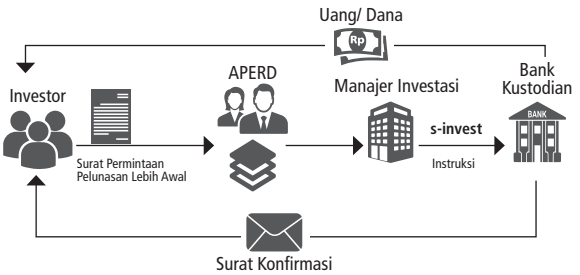 Uang/ Dana
Rp
APERD
Investor
Manajer Investasi
Bank
Kustodian
BANK
s-invest
Surat Permintaan
Pelunasan Lebih Awal
Instruksi
Surat Konfirmasi